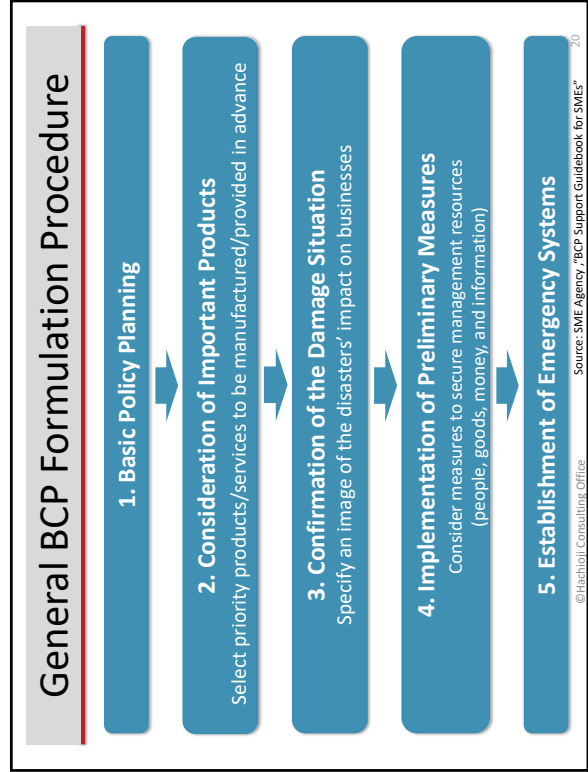 General BCP Formulation Procedure
1. Basic Policy Planning
2. Consideration of Important Products
Select priority products/services to be manufactured/provided in advance
3. Confirmation of the Damage Situation
Specify an image of the disasters’ impact on businesses
4. Implementation of Preliminary Measures
Consider measures to secure management resources
(people, goods, money, and information)
5. Establishment of Emergency Systems
©Hachioji Consulting Office
Source: SME Agency ,“BCP Support Guidebook for SMEs”
20